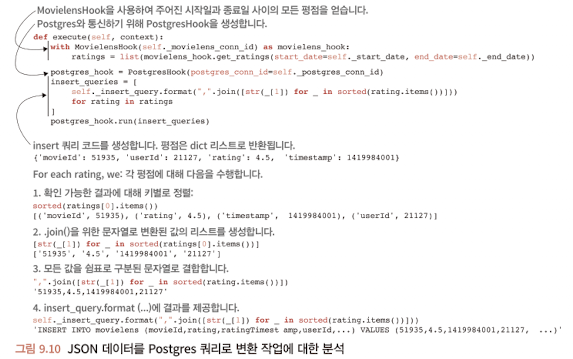 MovielensHook을 사용하여 주어진 시작일과 종료일 사이의 모든 평점을 얻습니다.
Postgres와 통신하기 위해 PostgresHook을 생성합니다.
def execute(self, context):
with MovielensHook(self._movielens_conn_id) as movielens_hook:
ratings = list(movielens_hook.get_ratings(start_date=self._start_date, end_date=self._end_date))
postgres_hook = PostgresHook(postgres_conn_id=self._postgres_conn_id)
insert_queries = [
self._insert_query.format(",".join([str(_[1]) for _ in sorted(rating.items())]))
for rating in ratings
]
postgres_hook.run(insert_queries)
insert 쿼리 코드를 생성합니다. 평점은 dict 리스트로 반환됩니다.
{'movieId': 51935, 'userId': 21127, 'rating': 4.5, 'timestamp': 1419984001}
For each rating, we: 각 평점에 대해 다음을 수행합니다.
1. 확인 가능한 결과에 대해 키별로 정렬:
sorted(ratings[0].items())
[('movieId', 51935), ('rating', 4.5), ('timestamp', 1419984001), ('userId', 21127)]
2. .join()을 위한 문자열로 변환된 값의 리스트를 생성합니다.
[str(_[1]) for _ in sorted(ratings[0].items())]
['51935', '4.5', '1419984001', '21127']
3. 모든 값을 쉼표로 구분된 문자열로 결합합니다.
",".join([str(_[1]) for _ in sorted(rating.items())])
'51935,4.5,1419984001,21127'
4. insert_query.format (...)에 결과를 제공합니다.
self._insert_query.format(",".join([str(_[1]) for _ in sorted(rating.items())]))
'INSERT INTO movielens (movieId,rating,ratingTimest amp,userId,...) VALUES (51935,4.5,1419984001,21127, ...)'
그림 9.10 JSON 데이터를 Postgres 쿼리로 변환 작업에 대한 분석